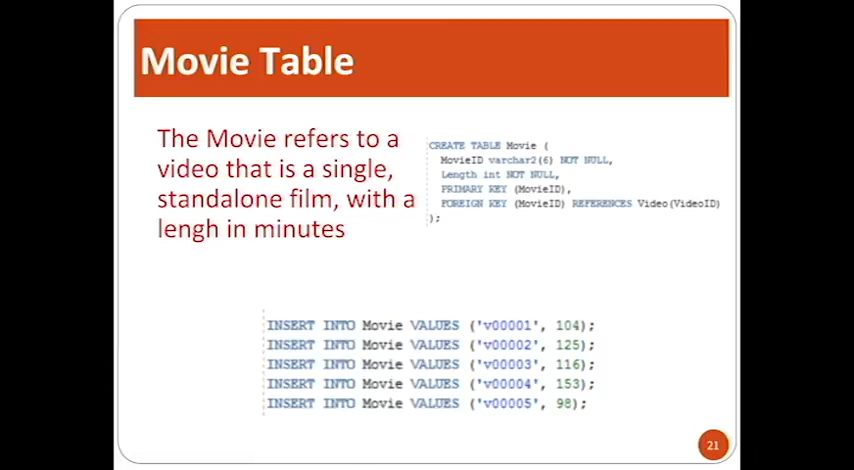 Movie Table
The Movie refers to a
video that is a single,
standalone film, with a
lengh in minutes
CREATE TABLE Movie (
MovieID varchar2(6) NOT NULL,
Length int NOT NULL,
PRIMARY KEY (MovieID),
FOREIGN KEY (MovieID) REFERENCES Video(VideoID)
);
INSERT INTO Movie VALUES ('v00001', 104);
INSERT INTO Movie VALUES ('v00002', 125);
INSERT INTO Movie VALUES ('v00003', 116);
INSERT INTO Movie VALUES ('v00004', 153);
INSERT INTO Movie VALUES ('v00005', 98);
21